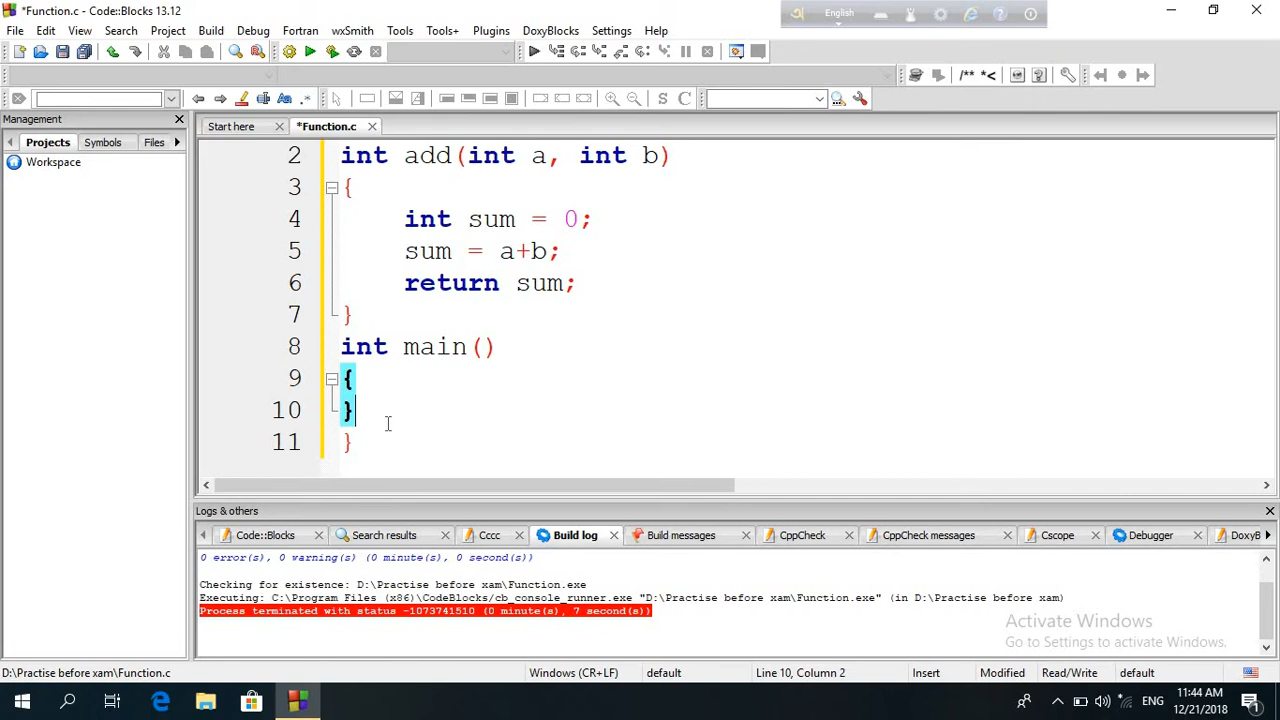 *Function.c - Code::Blocks 13.12
English
File Edit View Search Project Build Debug Fortran wxSmith Tools Tools+ Plugins DoxyBlocks Settings Help
/** *<
S C
Management
Projects Symbols Files
Workspace
Start here *Function.c
2 int add(int a, int b)
3 {
4 int sum = 0;
5 sum = a+b;
6 return sum;
7 }
8 int main()
9 {
10 }
11 }
Logs & others
Code::Blocks Search results Cccc Build log Build messages CppCheck CppCheck messages Cscope Debugger DoxyB
0 error(s), 0 warning(s) (0 minute(s), 0 second(s))
Checking for existence: D:\Practise before xam\Function.exe
Executing: C:\Program Files (x86)\CodeBlocks/cb_console_runner.exe "D:\Practise before xam\Function.exe" (in D:\Practise before xam)
Process terminated with status -1073741510 (0 minute(s), 7 second(s))
Activate Windows
Go to Settings to activate Windows.
D:\Practise before xam\Function.c Windows (CR+LF) default Line 10, Column 2 Insert Modified Read/Write default
ENG
11:44 AM
12/21/2018